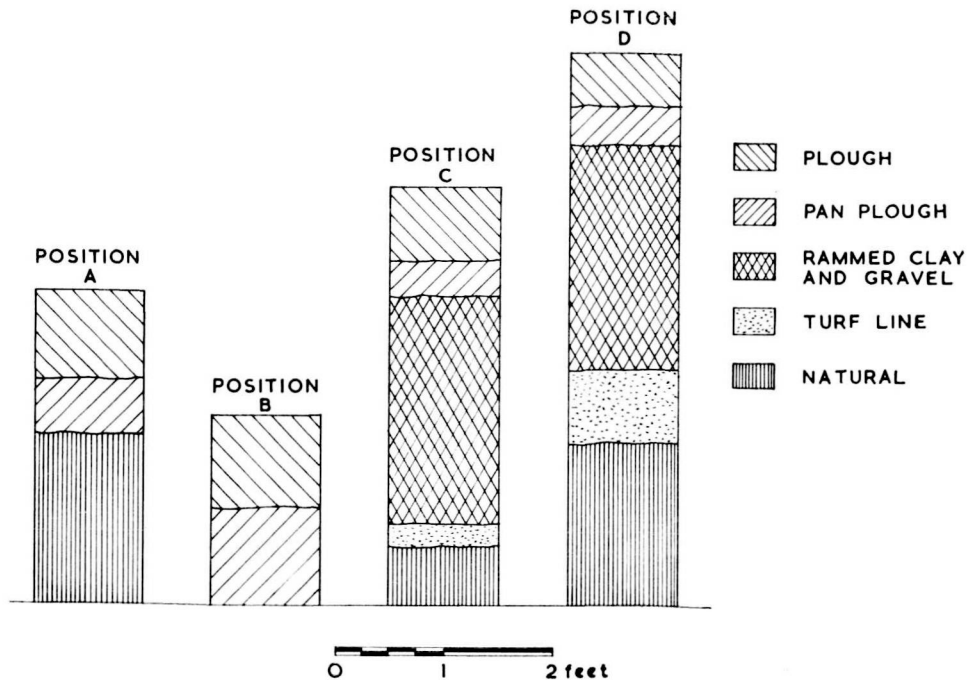 POSITION
A
POSITION
B
POSITION
C
POSITION
D
PLOUGH
PAN PLOUGH
RAMMED CLAY
AND GRAVEL
TURF LINE
NATURAL
0 1 2 feet